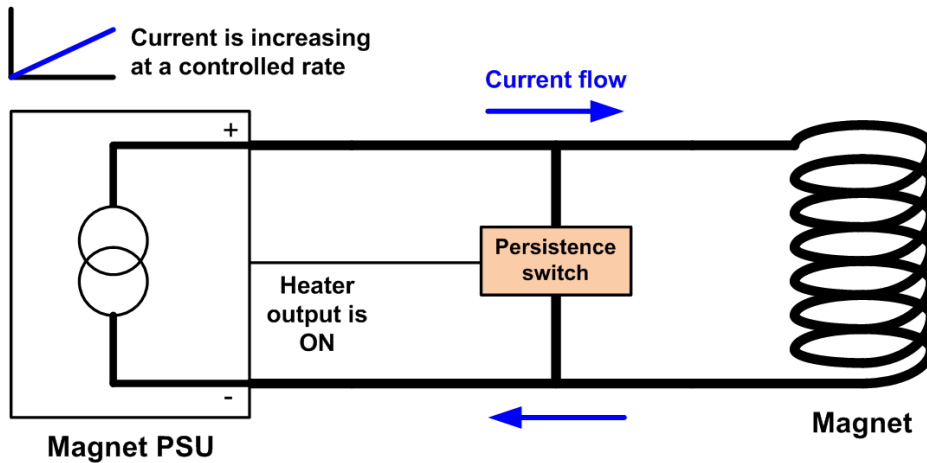 Current is increasing
at a controlled rate
Current flow
+
Persistence
switch
Heater
output is
ON
-
Magnet PSU
Magnet